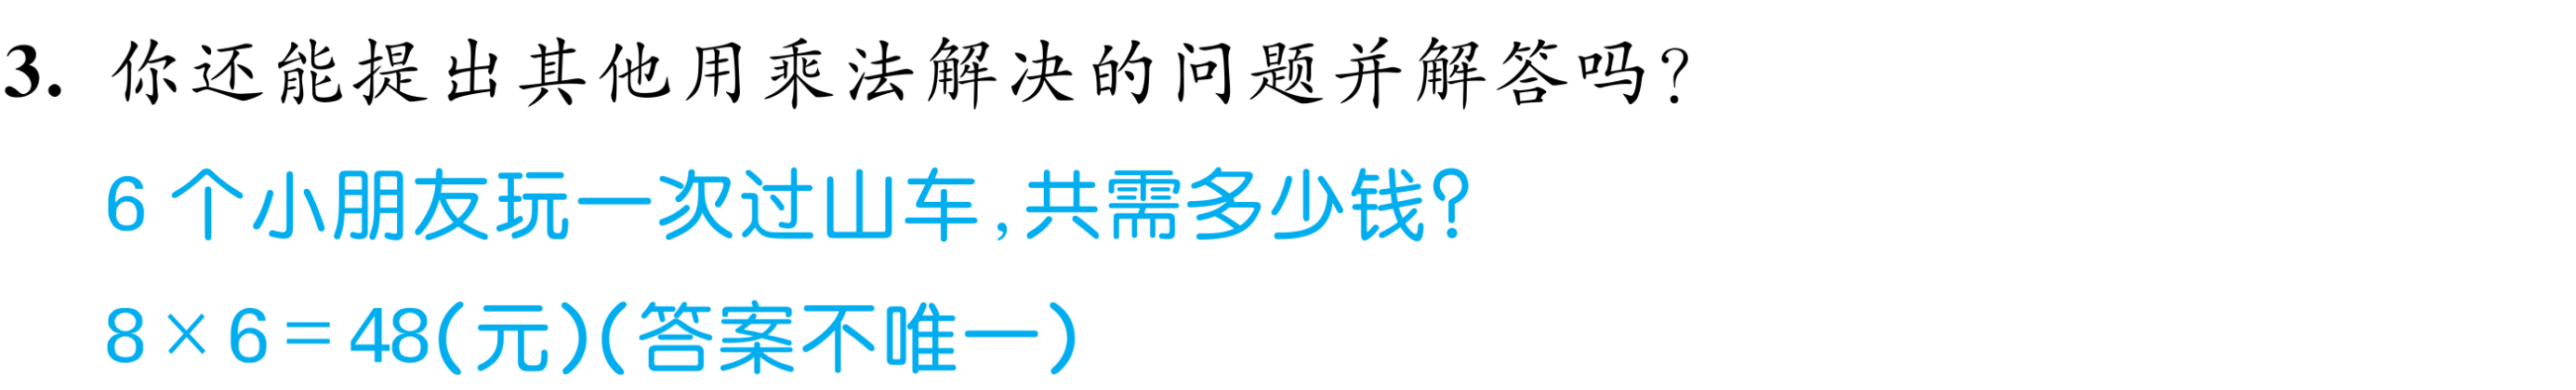 3. 你还能提出其他用乘法解决的问题并解答吗?
6个小朋友玩一次过山车,共需多少钱?
8×6=48(元)(答案不唯一)